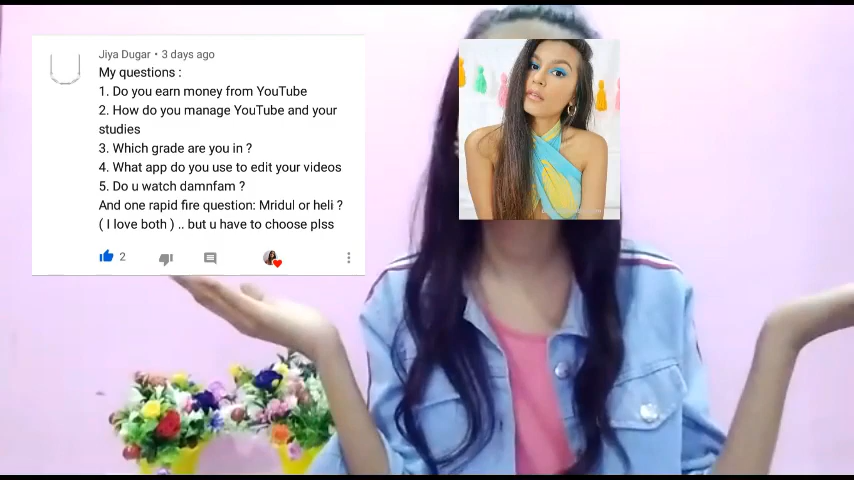 Jiya Dugar • 3 days ago
My questions :
1. Do you earn money from YouTube
2. How do you manage YouTube and your
studies
3. Which grade are you in ?
4. What app do you use to edit your videos
5. Do u watch damnfam ?
And one rapid fire question: Mridul or heli ?
( I love both ) .. but u have to choose plss
2